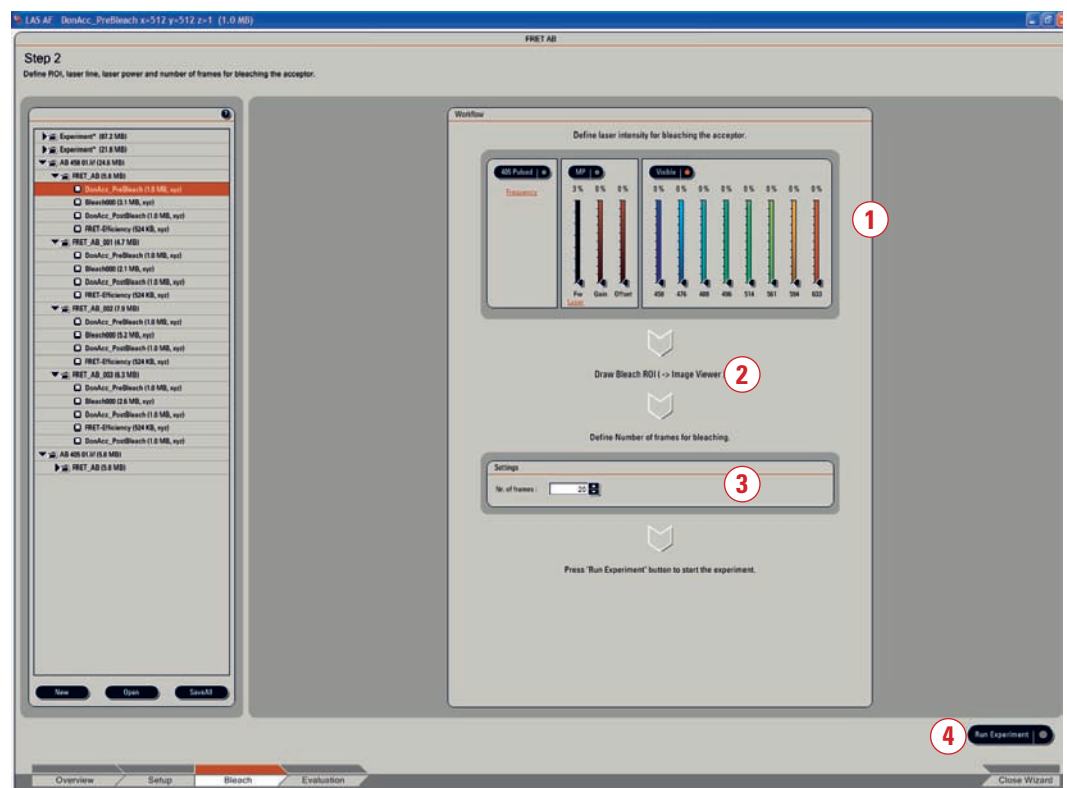 LAS AF DonAcc_PreBleach x=512 y=512 z=1 (1.0 MB)
FRET AB
Step 2
Define ROI, laser line, laser power and number of frames for bleaching the acceptor.
Experiment* (87.2 MB)
Experiment* (21.8 MB)
AB 458 01.lif (24.6 MB)
FRET_AB (5.8 MB)
DonAcc_PreBleach (1.0 MB, xyz)
Bleach000 (3.1 MB, xyz)
DonAcc_PostBleach (1.0 MB, xyz)
FRET-Efficiency (524 KB, xyz)
FRET_AB_001 (4.7 MB)
DonAcc_PreBleach (1.0 MB, xyz)
Bleach000 (2.1 MB, xyz)
DonAcc_PostBleach (1.0 MB, xyz)
FRET-Efficiency (524 KB, xyz)
FRET_AB_002 (7.9 MB)
DonAcc_PreBleach (1.0 MB, xyz)
Bleach000 (5.2 MB, xyz)
DonAcc_PostBleach (1.0 MB, xyz)
FRET-Efficiency (524 KB, xyz)
FRET_AB_003 (6.3 MB)
DonAcc_PreBleach (1.0 MB, xyz)
Bleach000 (2.6 MB, xyz)
DonAcc_PostBleach (1.0 MB, xyz)
FRET-Efficiency (524 KB, xyz)
DonAcc_PostBleach (1.0 MB, xyz)
AB 405 01.lif (5.8 MB)
FRET_AB (5.8 MB)
New Open SaveAll
Workflow
Define laser intensity for bleaching the acceptor.
405 Pulsed MP Visible
Frequency
3% 0% 0% 0% 0% 0% 0% 0% 0% 0% 0%
Pw Gain Offset 458 476 488 496 514 561 594 633
Laser
1
Draw Bleach ROI ( -> Image Viewer
2
Define Number of frames for bleaching.
Settings
Nr. of frames : 20
3
Press 'Run Experiment' button to start the experiment.
4
Run Experiment
Overview Setup Bleach Evaluation Close Wizard